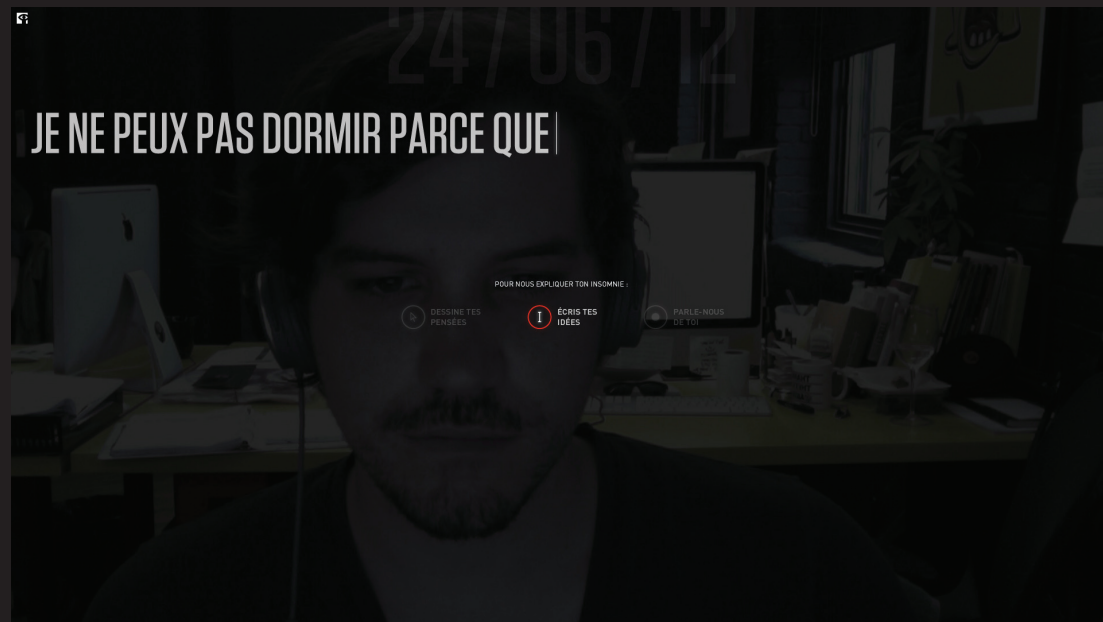 24/06/12
JE NE PEUX PAS DORMIR PARCE QUE
POUR NOUS EXPLIQUER TON INSOMNIE :
DESSINE TES
PENSÉES
ÉCRIS TES
IDÉES
PARLE-NOUS
DE TOI